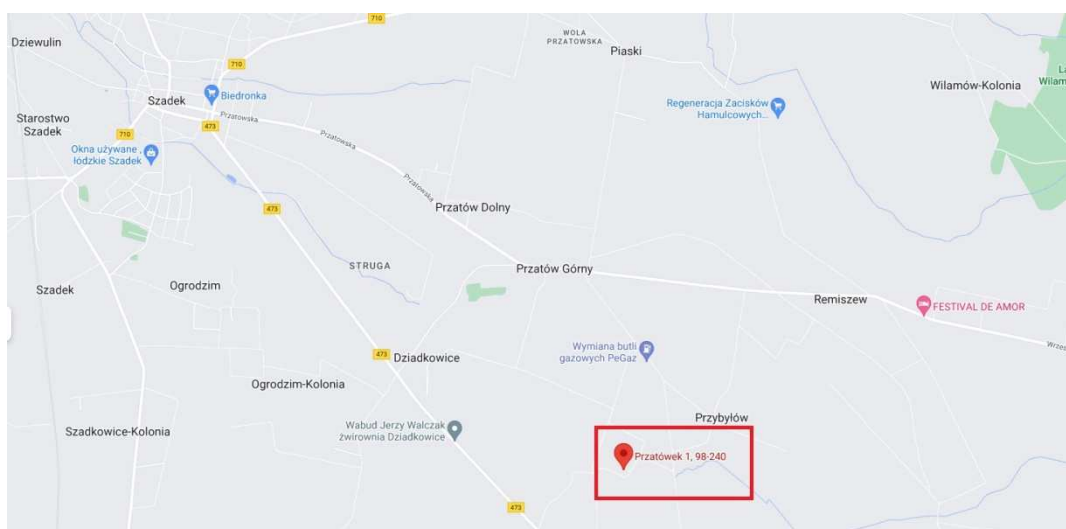 710
WOLA
PRZATOWSKA
Piaski
Dziewulin
710
Biedronka
Szadek
Przatowska
473
Regeneracja Zacisków
Hamulcowych...
Wilamów-Kolonia
Starostwo
Szadek
710
Okna używane ,
łódzkie Szadek
Przatowska
Przatowska
473
Przatów Dolny
STRUGA
Przatów Górny
Szadek
Ogrodzim
Remiszew
FESTIVAL DE AMOR
473
Dziadkowice
Wymiana butli
gazowych PeGaz
Ogrodzim-Kolonia
Przybyłów
Szadkowice-Kolonia
Wabud Jerzy Walczak
żwirownia Dziadkowice
Przatówek 1, 98-240
473